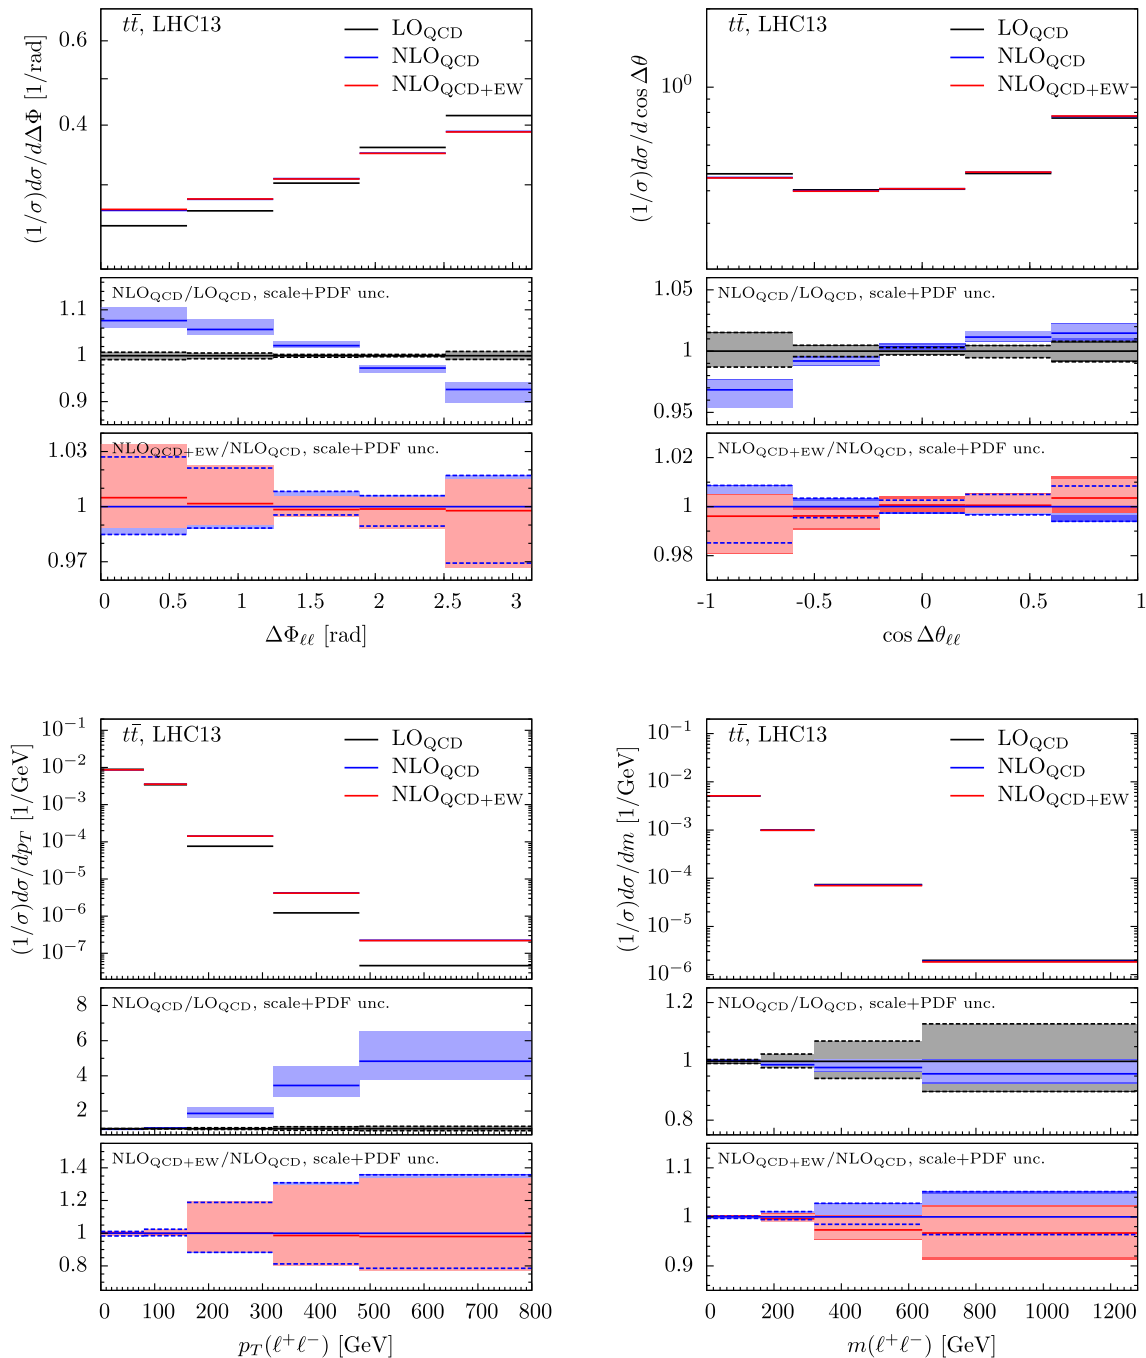 tt̄, LHC13
LO_QCD
NLO_QCD
NLO_QCD+EW
(1/σ)dσ/dΔΦ [1/rad]
0.6
0.4
NLO_QCD/LO_QCD, scale+PDF unc.
1.1
1
0.9
NLO_QCD+EW/NLO_QCD, scale+PDF unc.
1.03
1
0.97
0 0.5 1 1.5 2 2.5 3
ΔΦ_ℓℓ [rad]
tt̄, LHC13
LO_QCD
NLO_QCD
NLO_QCD+EW
(1/σ)dσ/d cos Δθ
10^0
NLO_QCD/LO_QCD, scale+PDF unc.
1.05
1
0.95
NLO_QCD+EW/NLO_QCD, scale+PDF unc.
1.02
1
0.98
-1 -0.5 0 0.5 1
cos Δθ_ℓℓ
tt̄, LHC13
LO_QCD
NLO_QCD
NLO_QCD+EW
(1/σ)dσ/dp_T [1/GeV]
10^−1
10^−2
10^−3
10^−4
10^−5
10^−6
10^−7
NLO_QCD/LO_QCD, scale+PDF unc.
8
6
4
2
NLO_QCD+EW/NLO_QCD, scale+PDF unc.
1.4
1.2
1
0.8
0 100 200 300 400 500 600 700 800
p_T(ℓ^+ℓ^−) [GeV]
tt̄, LHC13
LO_QCD
NLO_QCD
NLO_QCD+EW
(1/σ)dσ/dm [1/GeV]
10^−1
10^−2
10^−3
10^−4
10^−5
10^−6
NLO_QCD/LO_QCD, scale+PDF unc.
1.2
1
0.8
NLO_QCD+EW/NLO_QCD, scale+PDF unc.
1.1
1
0.9
0 200 400 600 800 1000 1200
m(ℓ^+ℓ^−) [GeV]